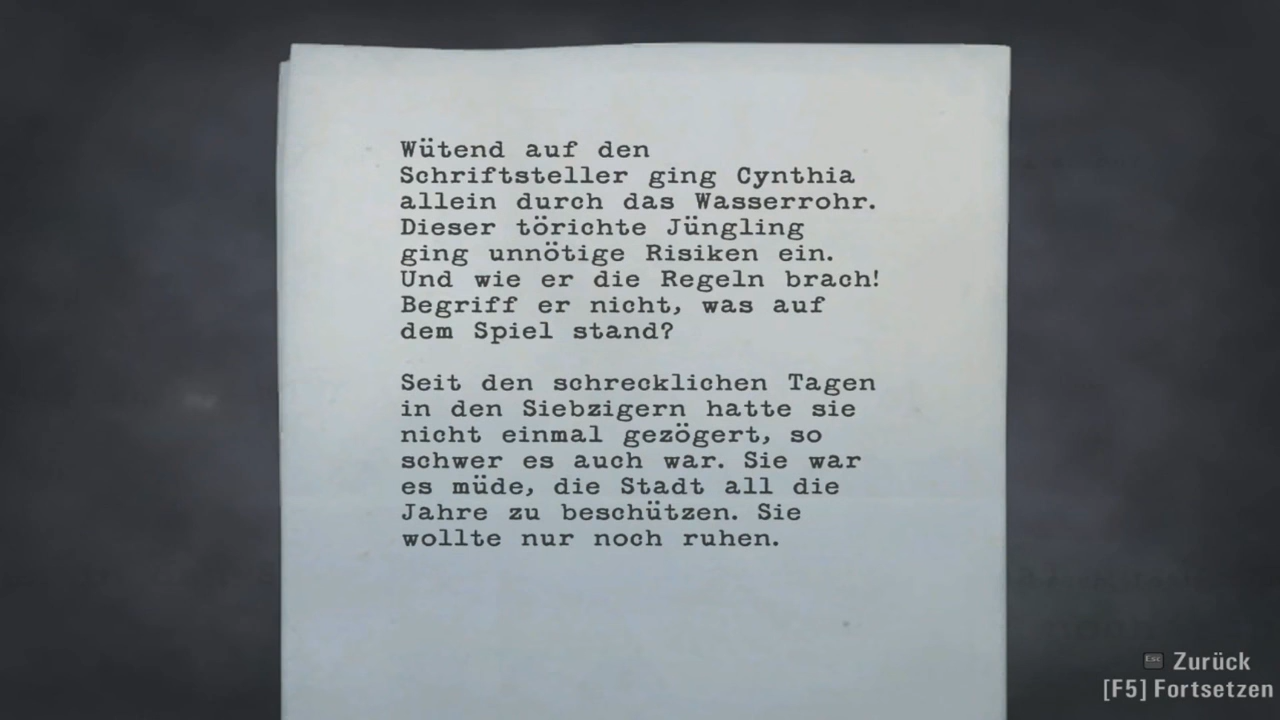 Wütend auf den
Schriftsteller ging Cynthia
allein durch das Wasserrohr.
Dieser törichte Jüngling
ging unnötige Risiken ein.
Und wie er die Regeln brach!
Begriff er nicht, was auf
dem Spiel stand?
Seit den schrecklichen Tagen
in den Siebzigern hatte sie
nicht einmal gezögert, so
schwer es auch war. Sie war
es müde, die Stadt all die
Jahre zu beschützen. Sie
wollte nur noch ruhen.
Esc Zurück
[F5] Fortsetzen